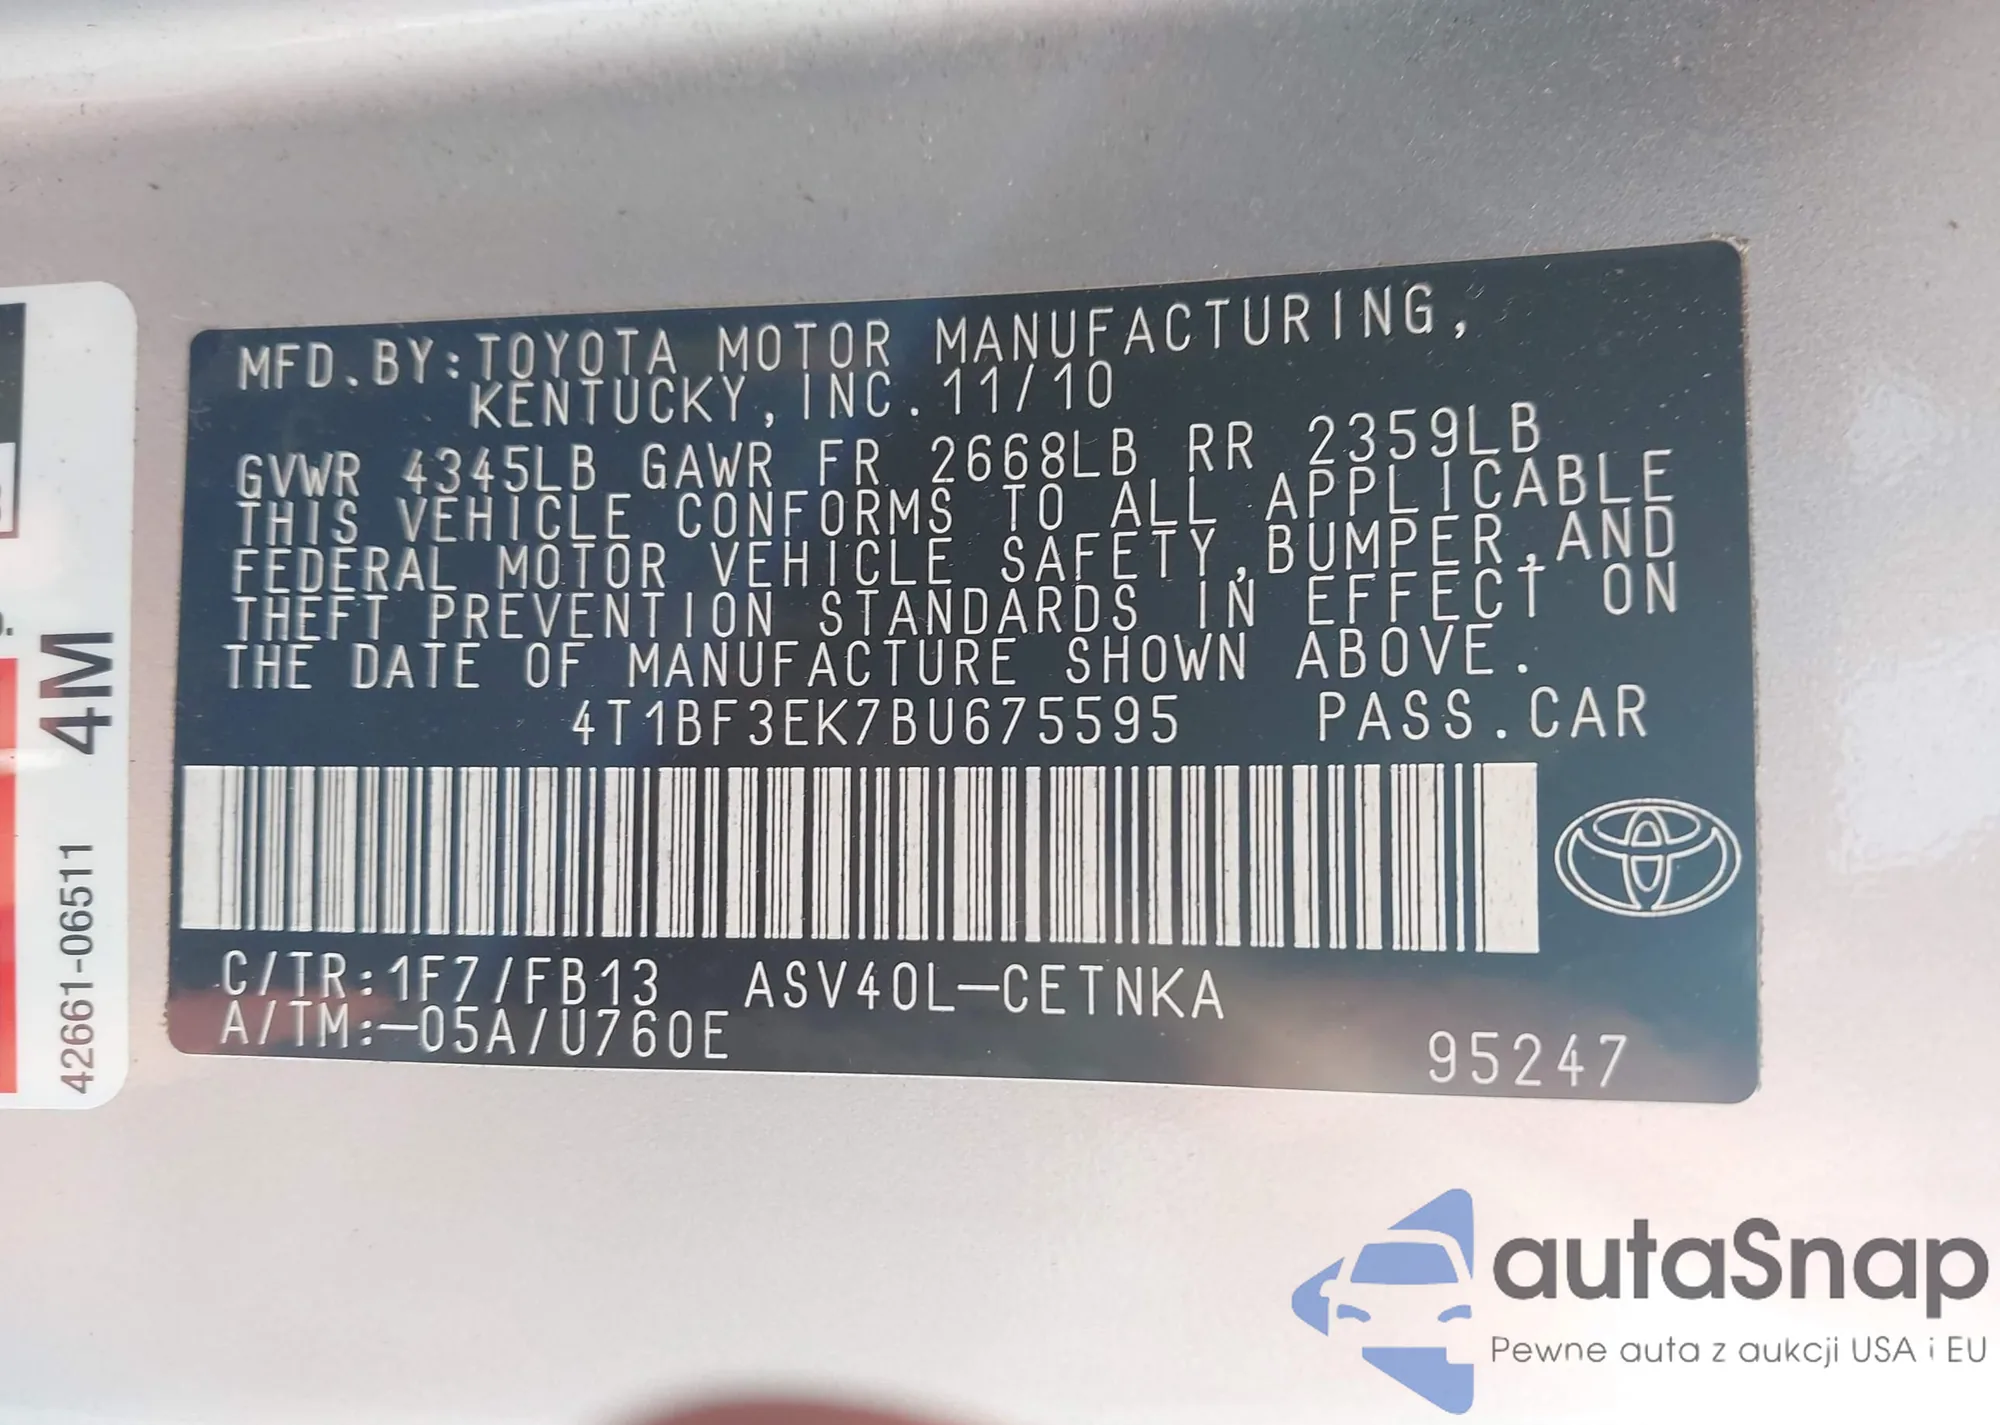 MFD.BY:TOYOTA MOTOR MANUFACTURING,
KENTUCKY, INC. 11/10
GVWR 4345LB GAWR FR 2668LB RR 2359LB
THIS VEHICLE CONFORMS TO ALL APPLICABLE
FEDERAL MOTOR VEHICLE SAFETY,BUMPER,AND
THEFT PREVENTION STANDARDS IN EFFECT ON
THE DATE OF MANUFACTURE SHOWN ABOVE.
4T1BF3EK7BU675595 PASS.CAR
C/TR:1F7/FB13 ASV40L-CETNKA
A/TM:-05A/U760E
95247
4M
42661-06511
autaSnap
Pewne auta z aukcji USA i EU